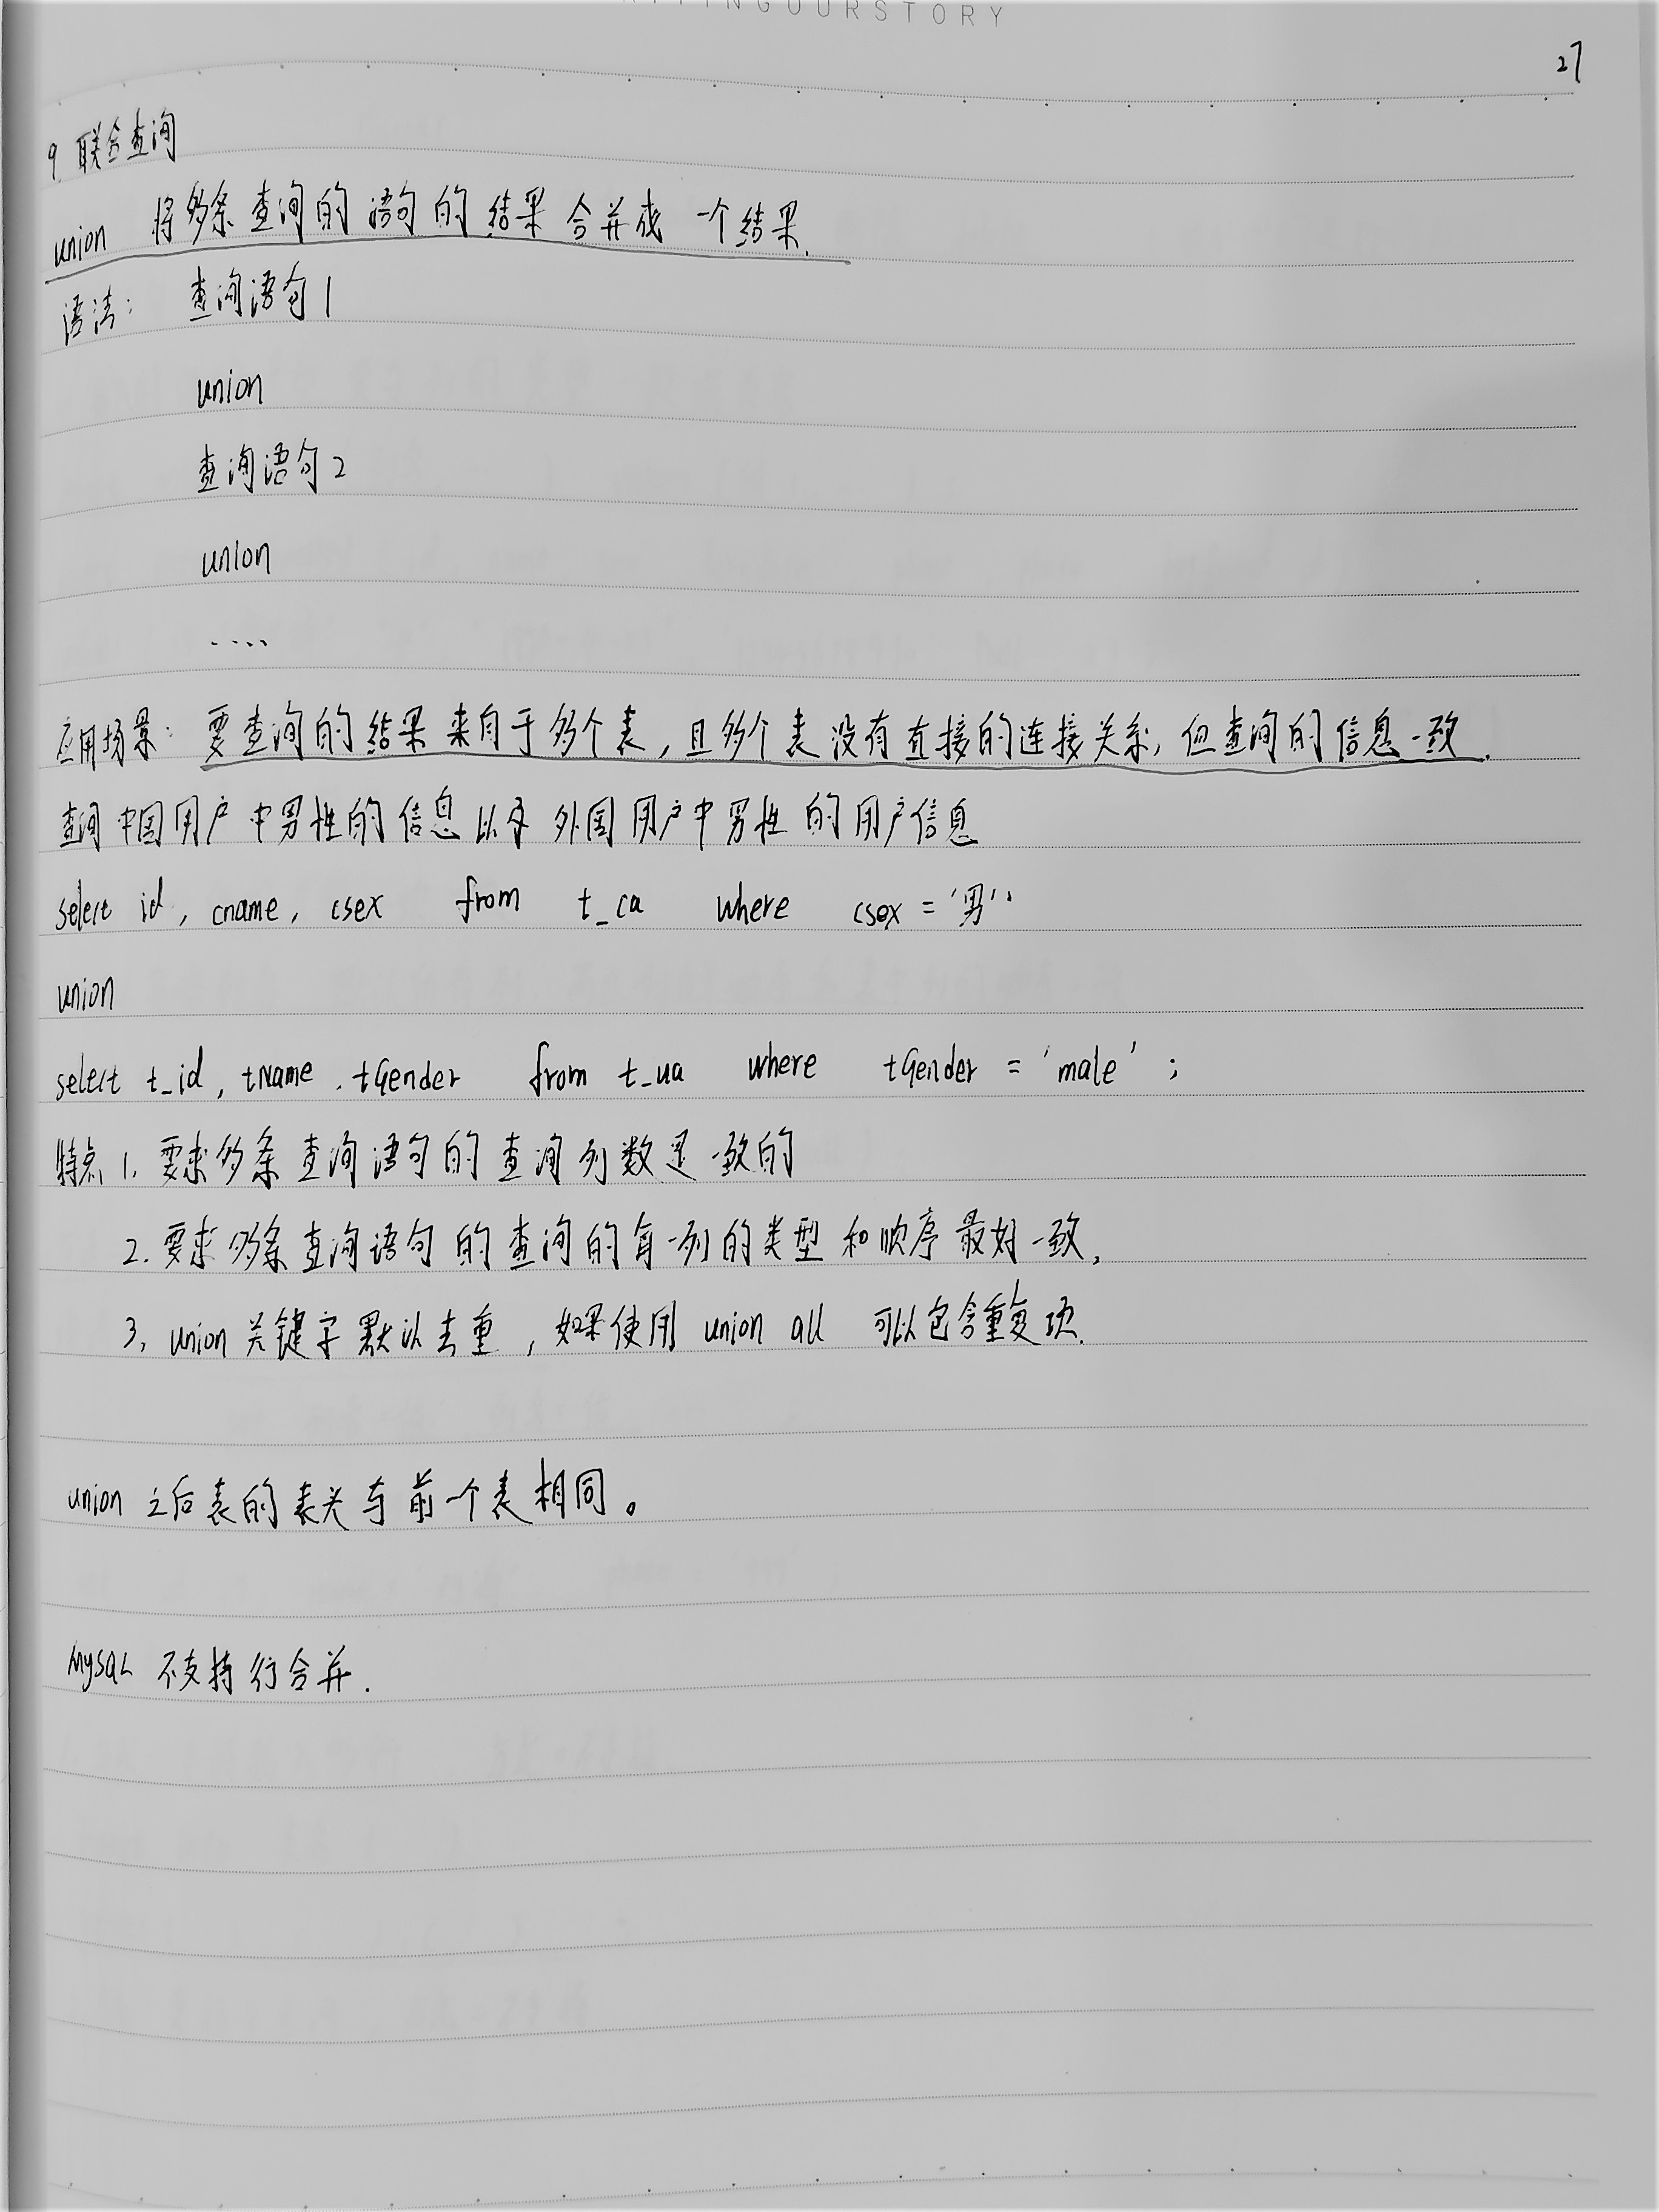 TINGOURSTORY
27
9. 联合查询
union 将多条查询的语句的结果合并成一个结果.
语法: 查询语句1
union
查询语句2
union
....
应用场景: 要查询的结果来自于多个表,且多个表没有直接的连接关系,但查询的信息一致.
查询中国用户中男性的信息以及外国用户中男性的用户信息
select id, cname, csex from t_ca where csex = '男'
union
select t_id, tName, tGender from t_ua where tGender = 'male' ;
特点 1. 要求多条查询语句的查询列数是一致的
2. 要求多条查询语句的查询的每一列的类型和顺序最好一致.
3. union关键字默认去重,如果使用 union all 可以包含重复项.
union 之后表的表头与前一个表相同。
MySQL 不支持行合并.